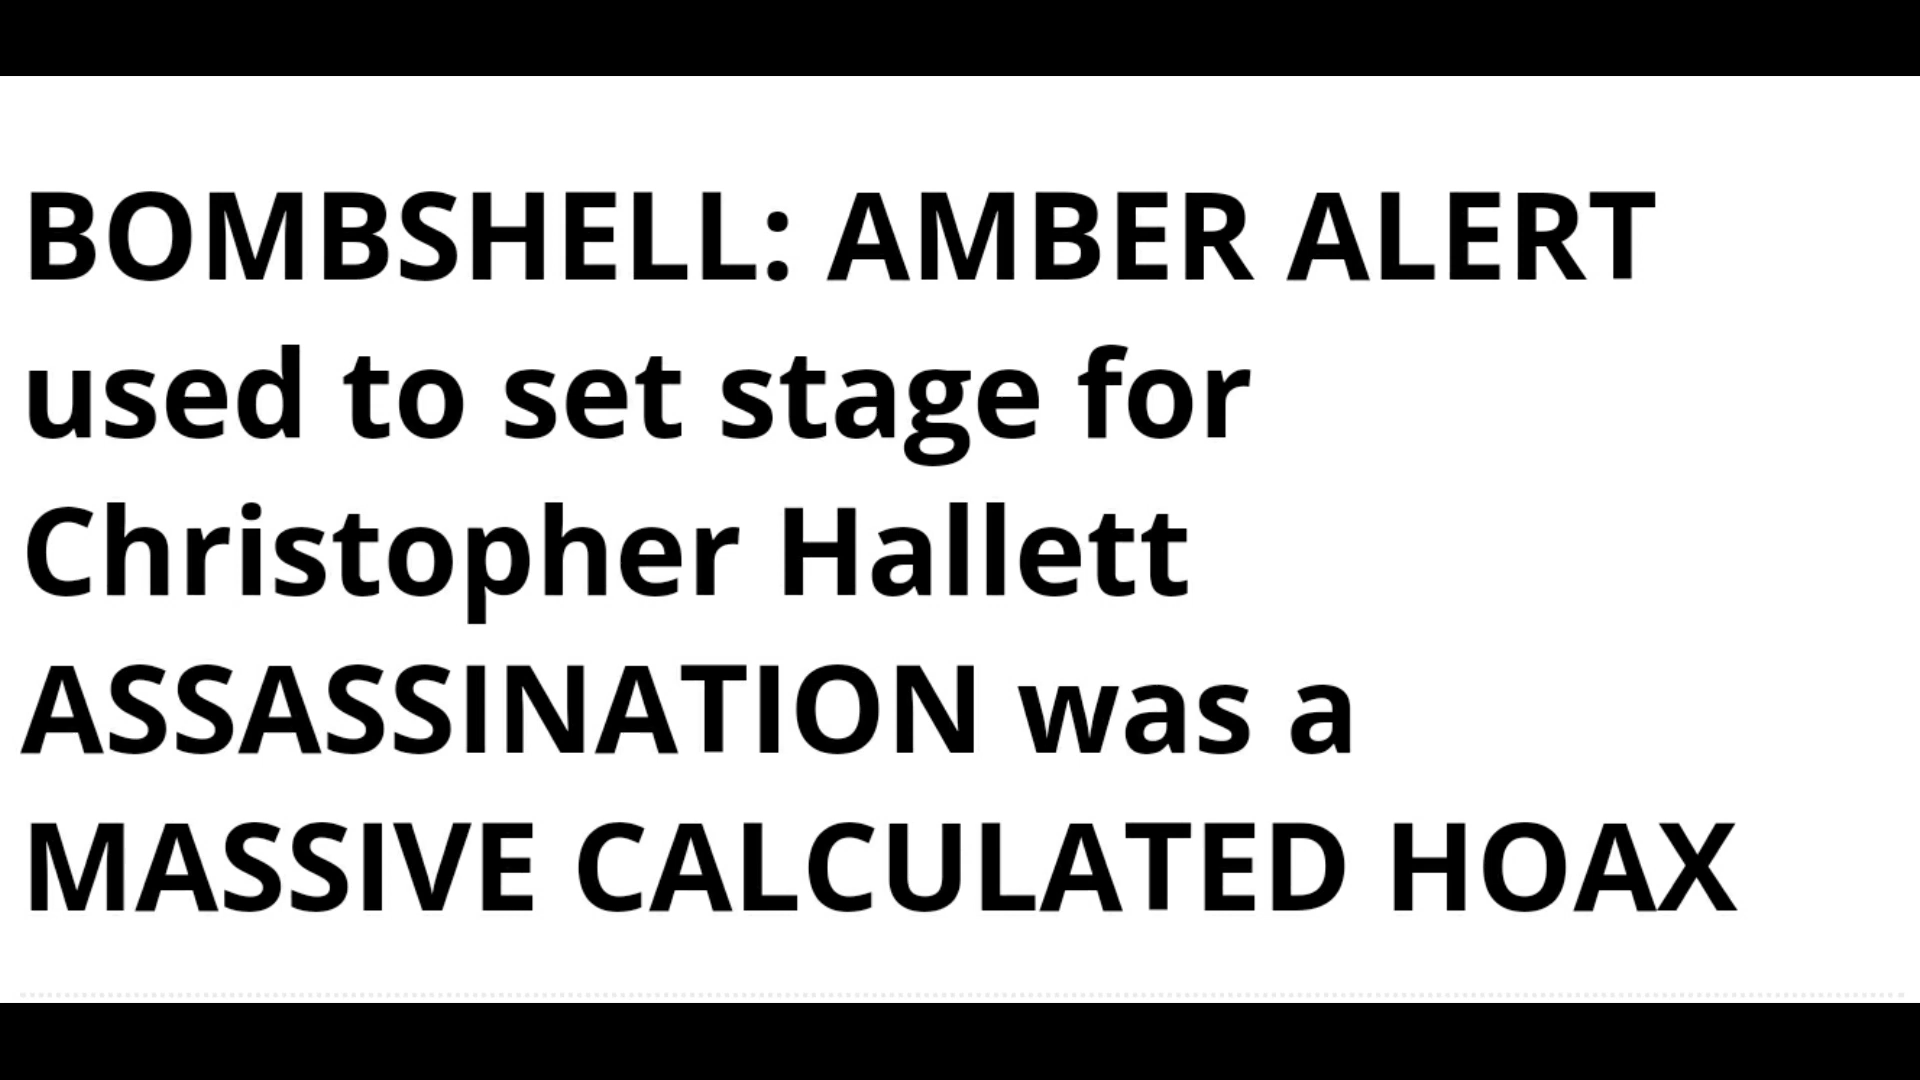 BOMBSHELL: AMBER ALERT
used to set stage for
Christopher Hallett
ASSASSINATION was a
MASSIVE CALCULATED HOAX